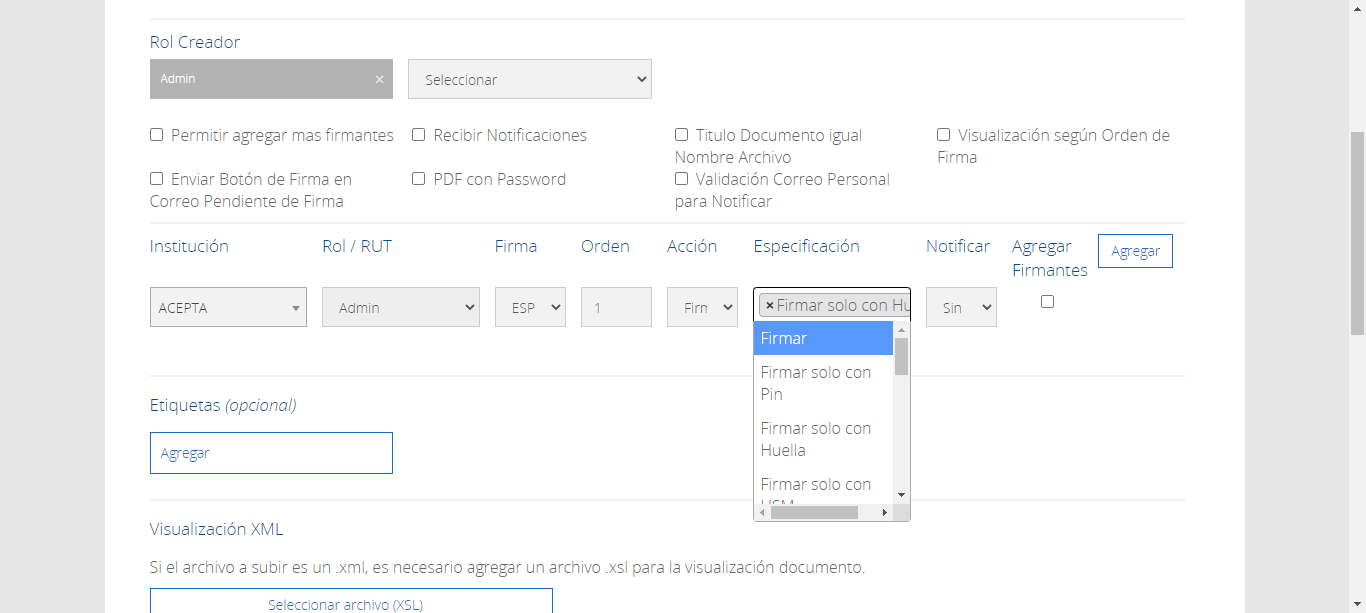 Rol Creador
Admin ×
Seleccionar
Permitir agregar mas firmantes
Recibir Notificaciones
Titulo Documento igual
Nombre Archivo
Visualización según Orden de
Firma
Enviar Botón de Firma en
Correo Pendiente de Firma
PDF con Password
Validación Correo Personal
para Notificar
Institución Rol / RUT Firma Orden Acción Especificación Notificar Agregar
Firmantes
Agregar
ACEPTA Admin ESP 1 Firn × Firmar solo con Hu Sin
Firmar
Firmar solo con
Pin
Firmar solo con
Huella
Firmar solo con
HSM
Etiquetas (opcional)
Agregar
Visualización XML
Si el archivo a subir es un .xml, es necesario agregar un archivo .xsl para la visualización documento.
Seleccionar archivo (XSL)